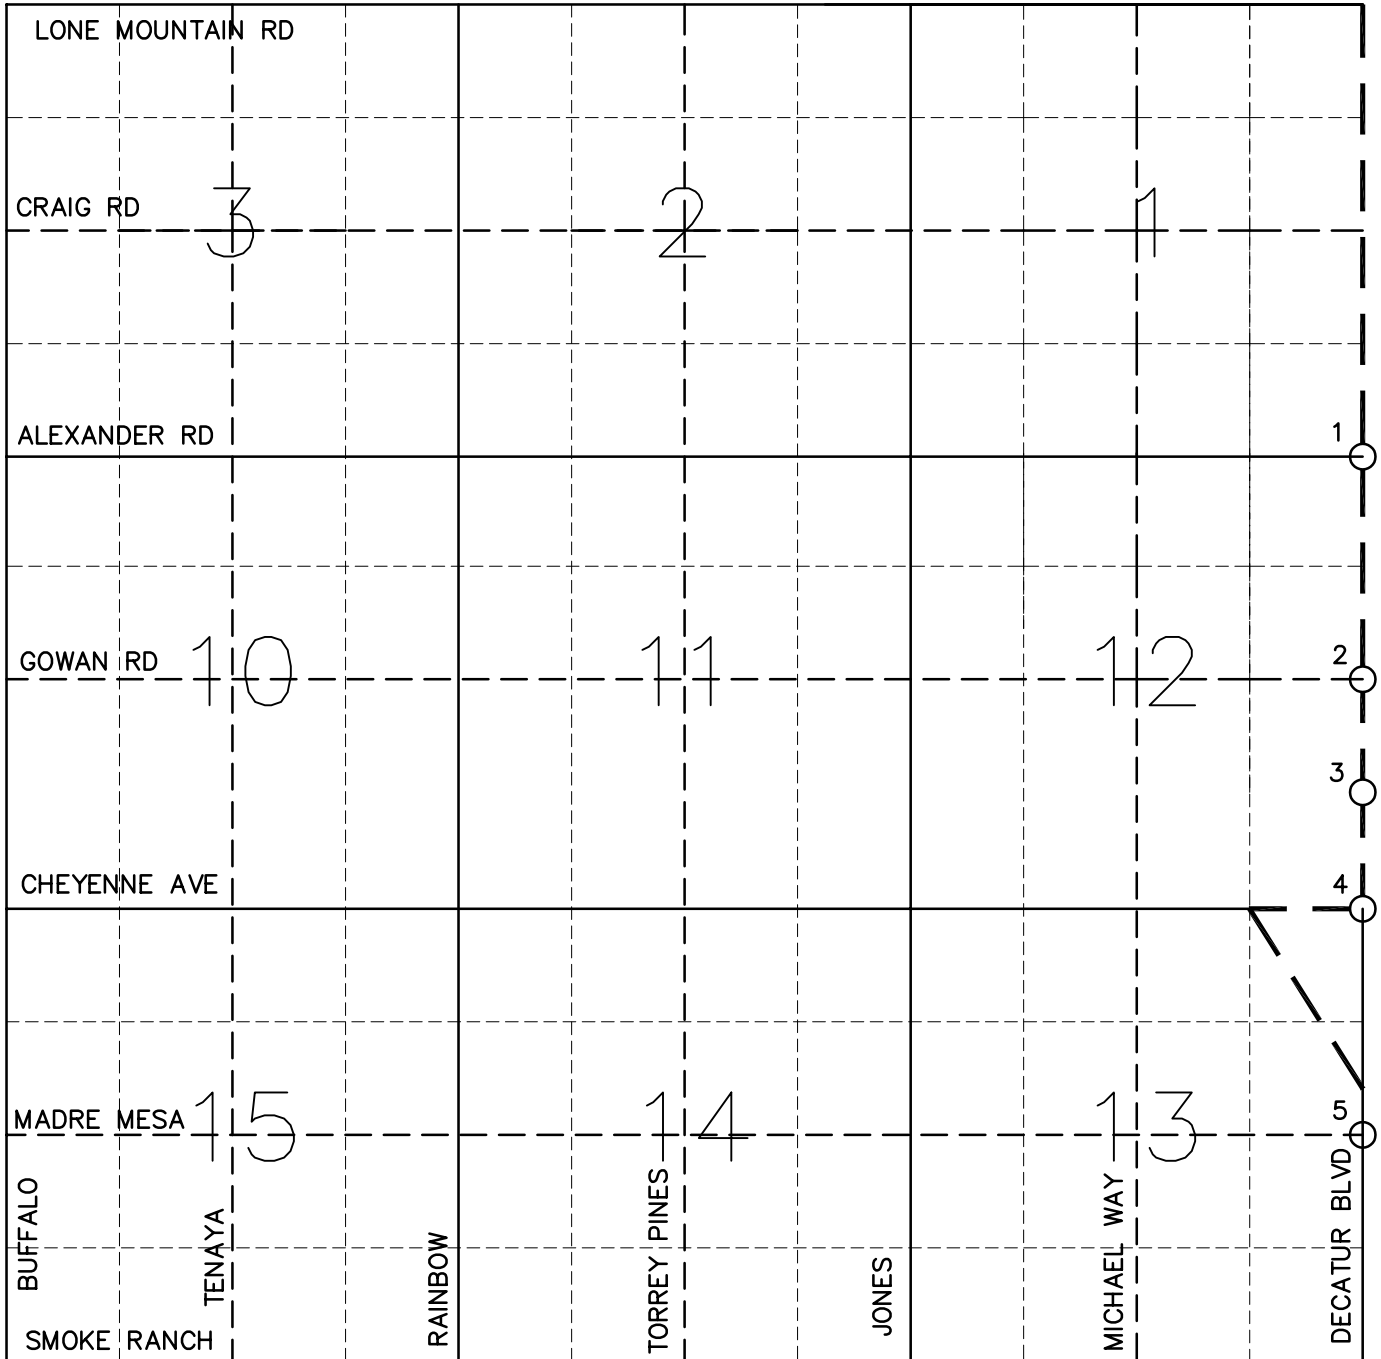 LONE MOUNTAIN RD
CRAIG RD
3
2
1
ALEXANDER RD
1
GOWAN RD
10
11
12
2
3
CHEYENNE AVE
4
MADRE MESA
15
14
13
5
BUFFALO
TENAYA
RAINBOW
TORREY PINES
JONES
MICHAEL WAY
DECATUR BLVD
SMOKE RANCH